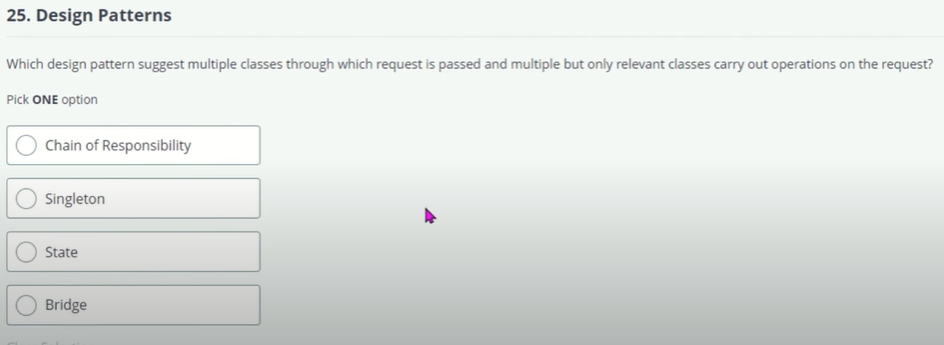 25. Design Patterns
Which design pattern suggest multiple classes through which request is passed and multiple but only relevant classes carry out operations on the request?
Pick ONE option
Chain of Responsibility
Singleton
State
Bridge